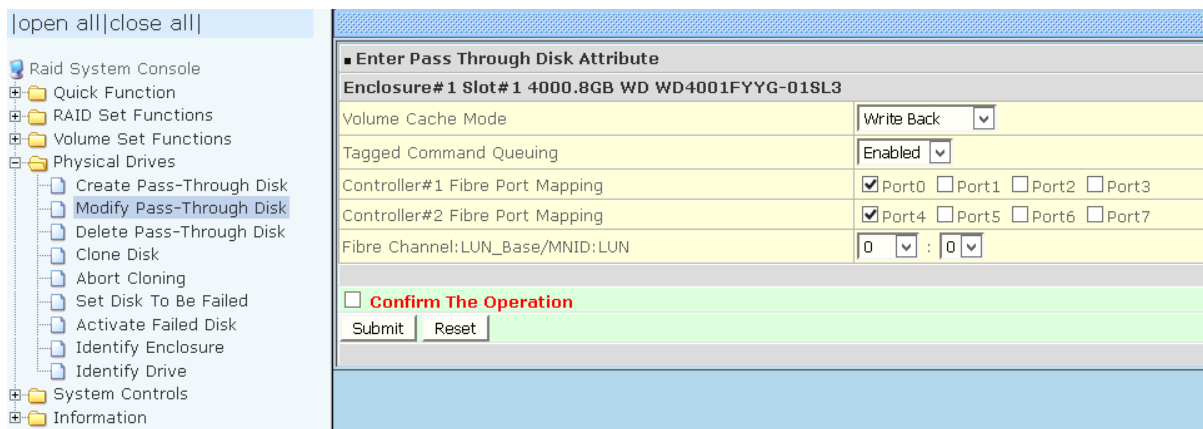 |open all|close all|
Raid System Console
Quick Function
RAID Set Functions
Volume Set Functions
Physical Drives
Create Pass-Through Disk
Modify Pass-Through Disk
Delete Pass-Through Disk
Clone Disk
Abort Cloning
Set Disk To Be Failed
Activate Failed Disk
Identify Enclosure
Identify Drive
System Controls
Information
Enter Pass Through Disk Attribute
Enclosure#1 Slot#1 4000.8GB WD WD4001FYYG-01SL3
Volume Cache Mode Write Back
Tagged Command Queuing Enabled
Controller#1 Fibre Port Mapping Port0 Port1 Port2 Port3
Controller#2 Fibre Port Mapping Port4 Port5 Port6 Port7
Fibre Channel:LUN_Base/MNID:LUN 0 : 0
Confirm The Operation
Submit Reset